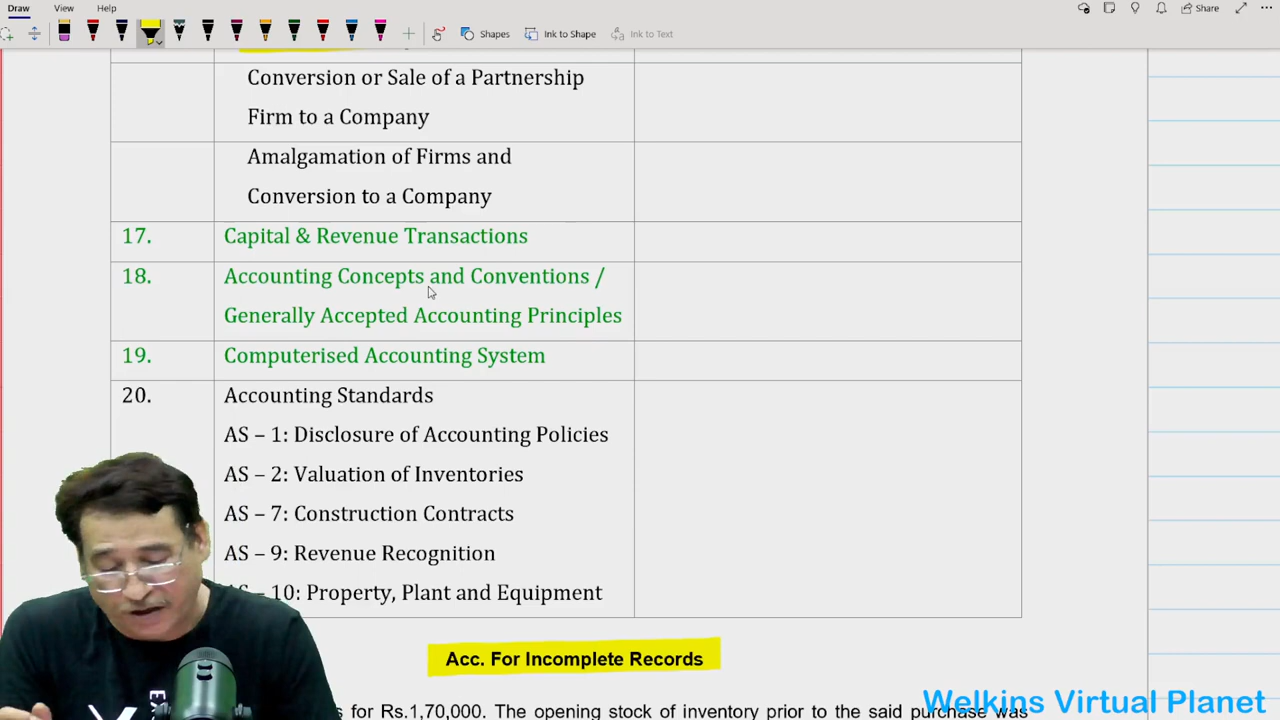 Draw View Help Share
Shapes Ink to Shape Ink to Text
Conversion or Sale of a Partnership
Firm to a Company
Amalgamation of Firms and
Conversion to a Company
17. Capital & Revenue Transactions
18. Accounting Concepts and Conventions /
Generally Accepted Accounting Principles
19. Computerised Accounting System
20. Accounting Standards
AS – 1: Disclosure of Accounting Policies
AS – 2: Valuation of Inventories
AS – 7: Construction Contracts
AS – 9: Revenue Recognition
– 10: Property, Plant and Equipment
Acc. For Incomplete Records
for Rs.1,70,000. The opening stock of inventory prior to the said purchase was
Welkins Virtual Planet